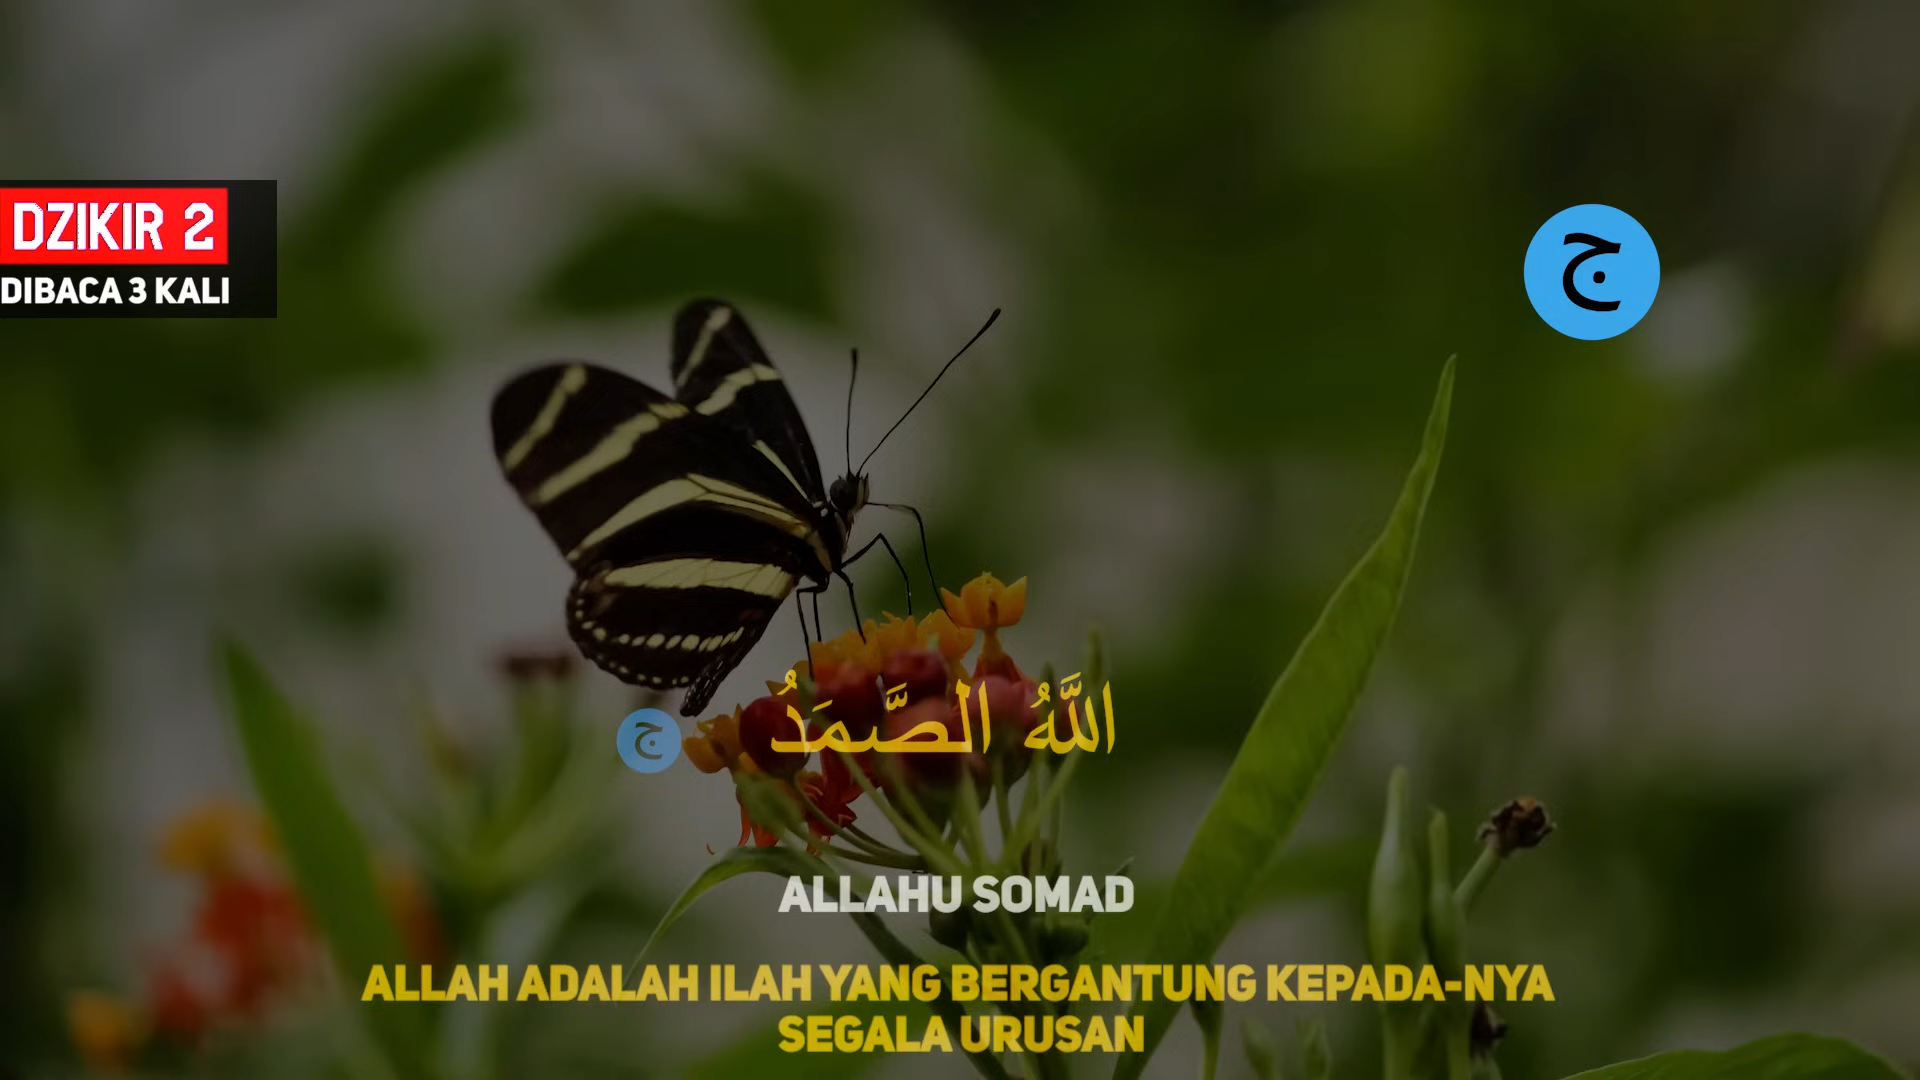 DZIKIR 2
DIBACA 3 KALI
ج
اللَّهُ الصَّمَدُ ج
ALLAHU SOMAD
ALLAH ADALAH ILAH YANG BERGANTUNG KEPADA-NYA
SEGALA URUSAN